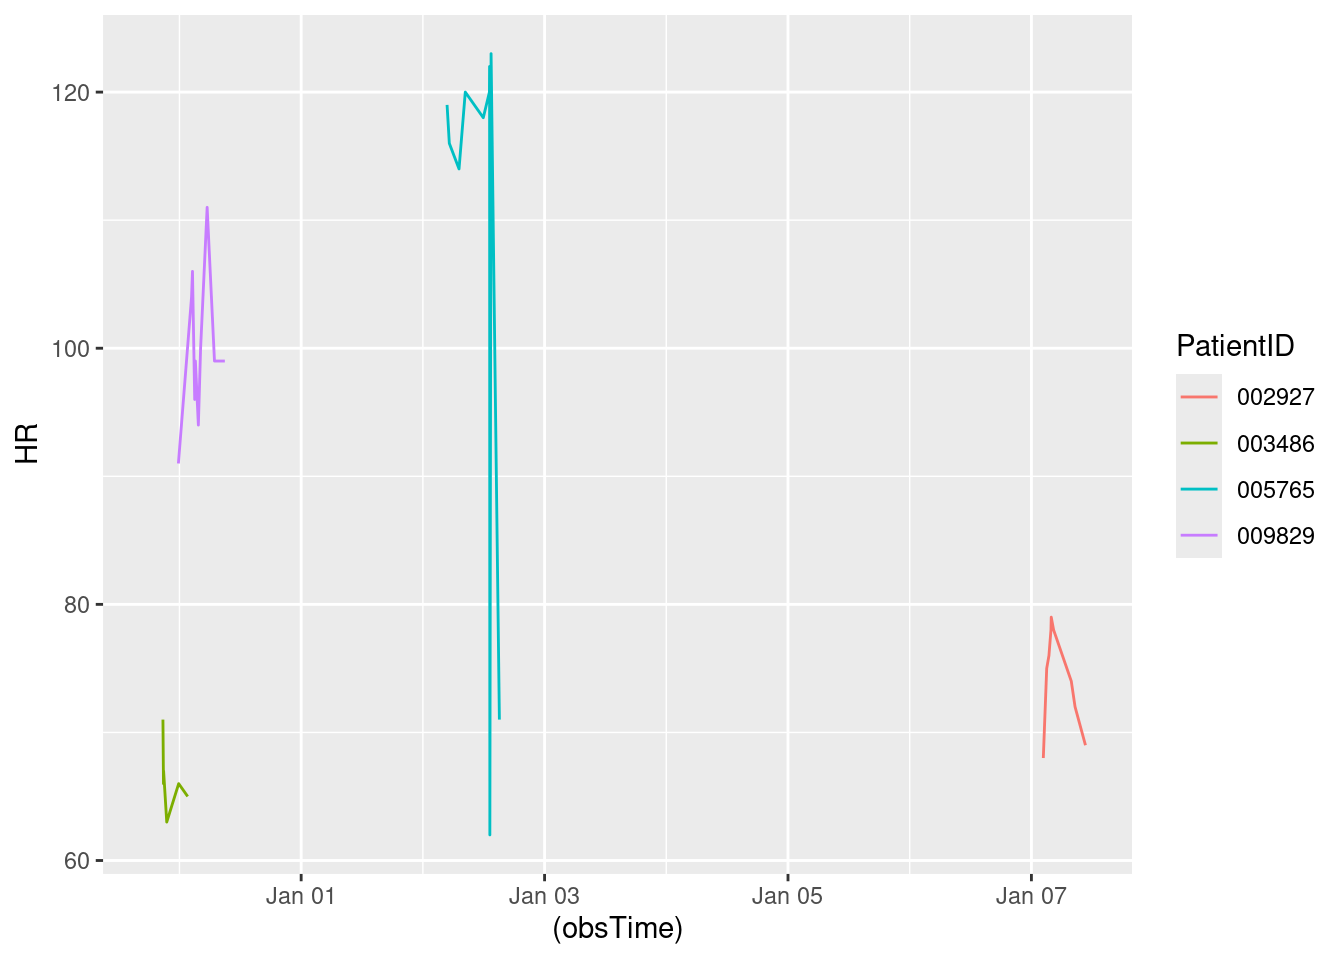 120
100
80
60
HR
Jan 01
Jan 03
Jan 05
Jan 07
(obsTime)
PatientID
002927
003486
005765
009829